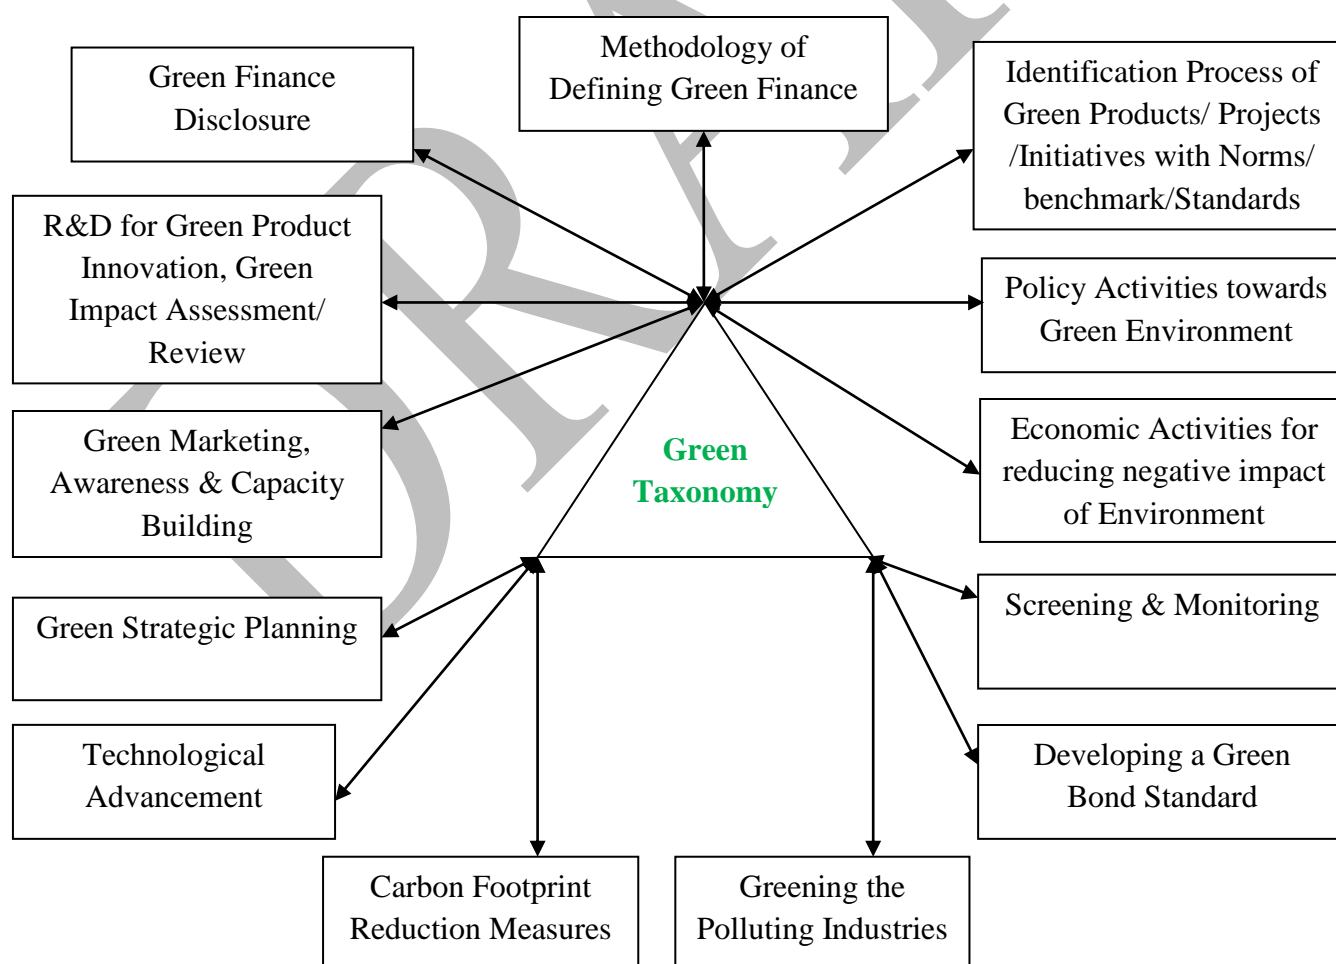 Methodology of
Defining Green Finance
Green Finance
Disclosure
Identification Process of
Green Products/ Projects
/Initiatives with Norms/
benchmark/Standards
R&D for Green Product
Innovation, Green
Impact Assessment/
Review
Policy Activities towards
Green Environment
Green Marketing,
Awareness & Capacity
Building
Green
Taxonomy
Economic Activities for
reducing negative impact
of Environment
Green Strategic Planning
Screening & Monitoring
Technological
Advancement
Developing a Green
Bond Standard
Carbon Footprint
Reduction Measures
Greening the
Polluting Industries
DRA